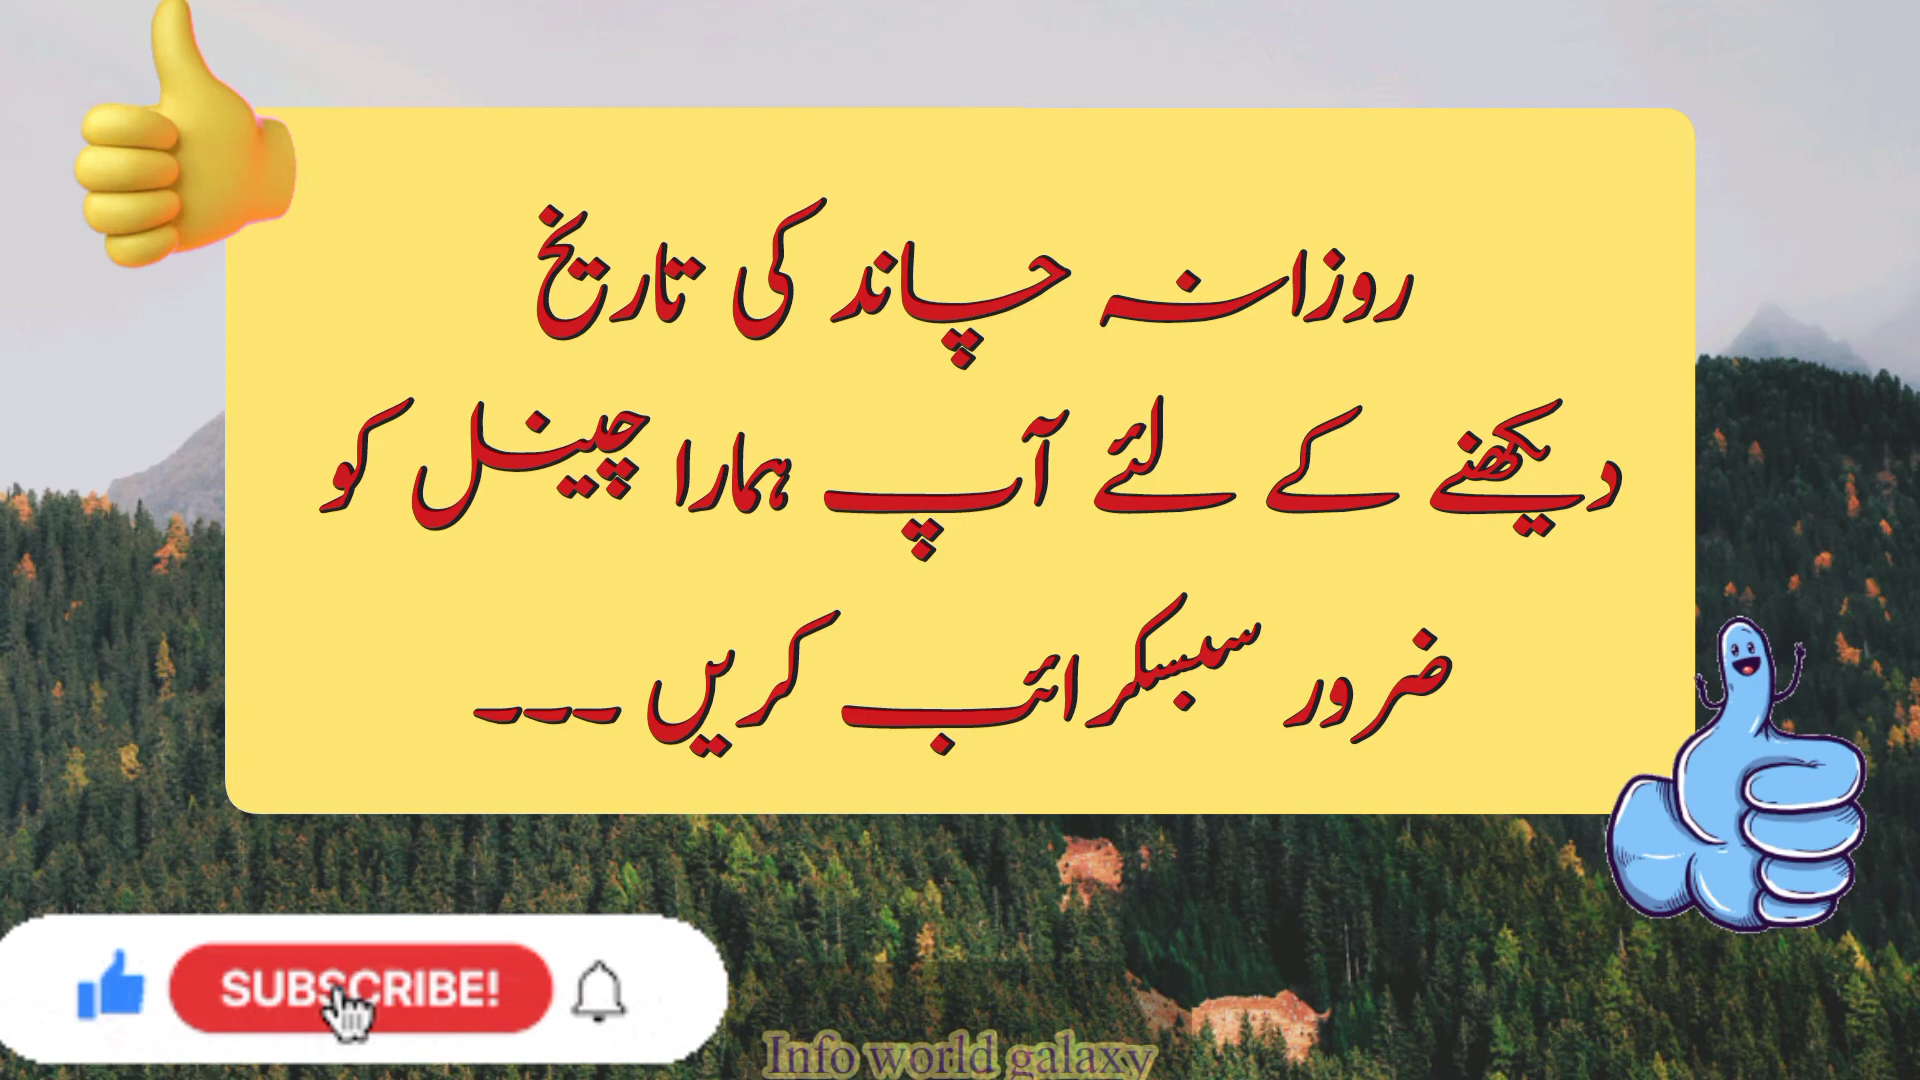 روزانہ چاند کی تاریخ
دیکھنے کے لئے آپ ہمارا چینل کو
ضرور سبسکرائب کریں ۔۔۔
SUBSCRIBE!
Info world galaxy